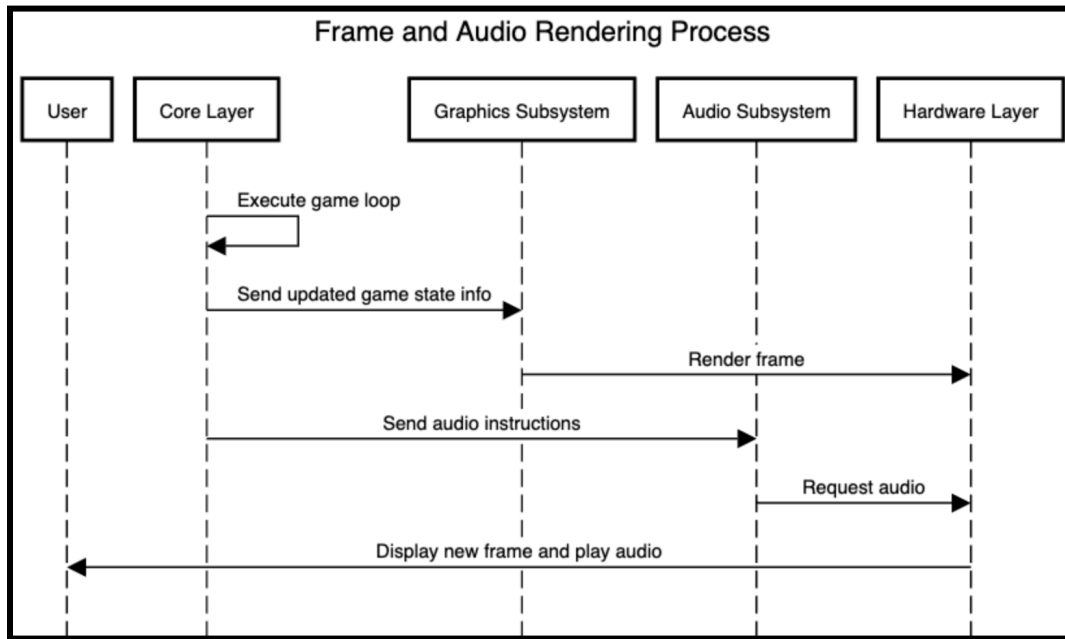 Frame and Audio Rendering Process
User
Core Layer
Graphics Subsystem
Audio Subsystem
Hardware Layer
Execute game loop
Send updated game state info
Render frame
Send audio instructions
Request audio
Display new frame and play audio